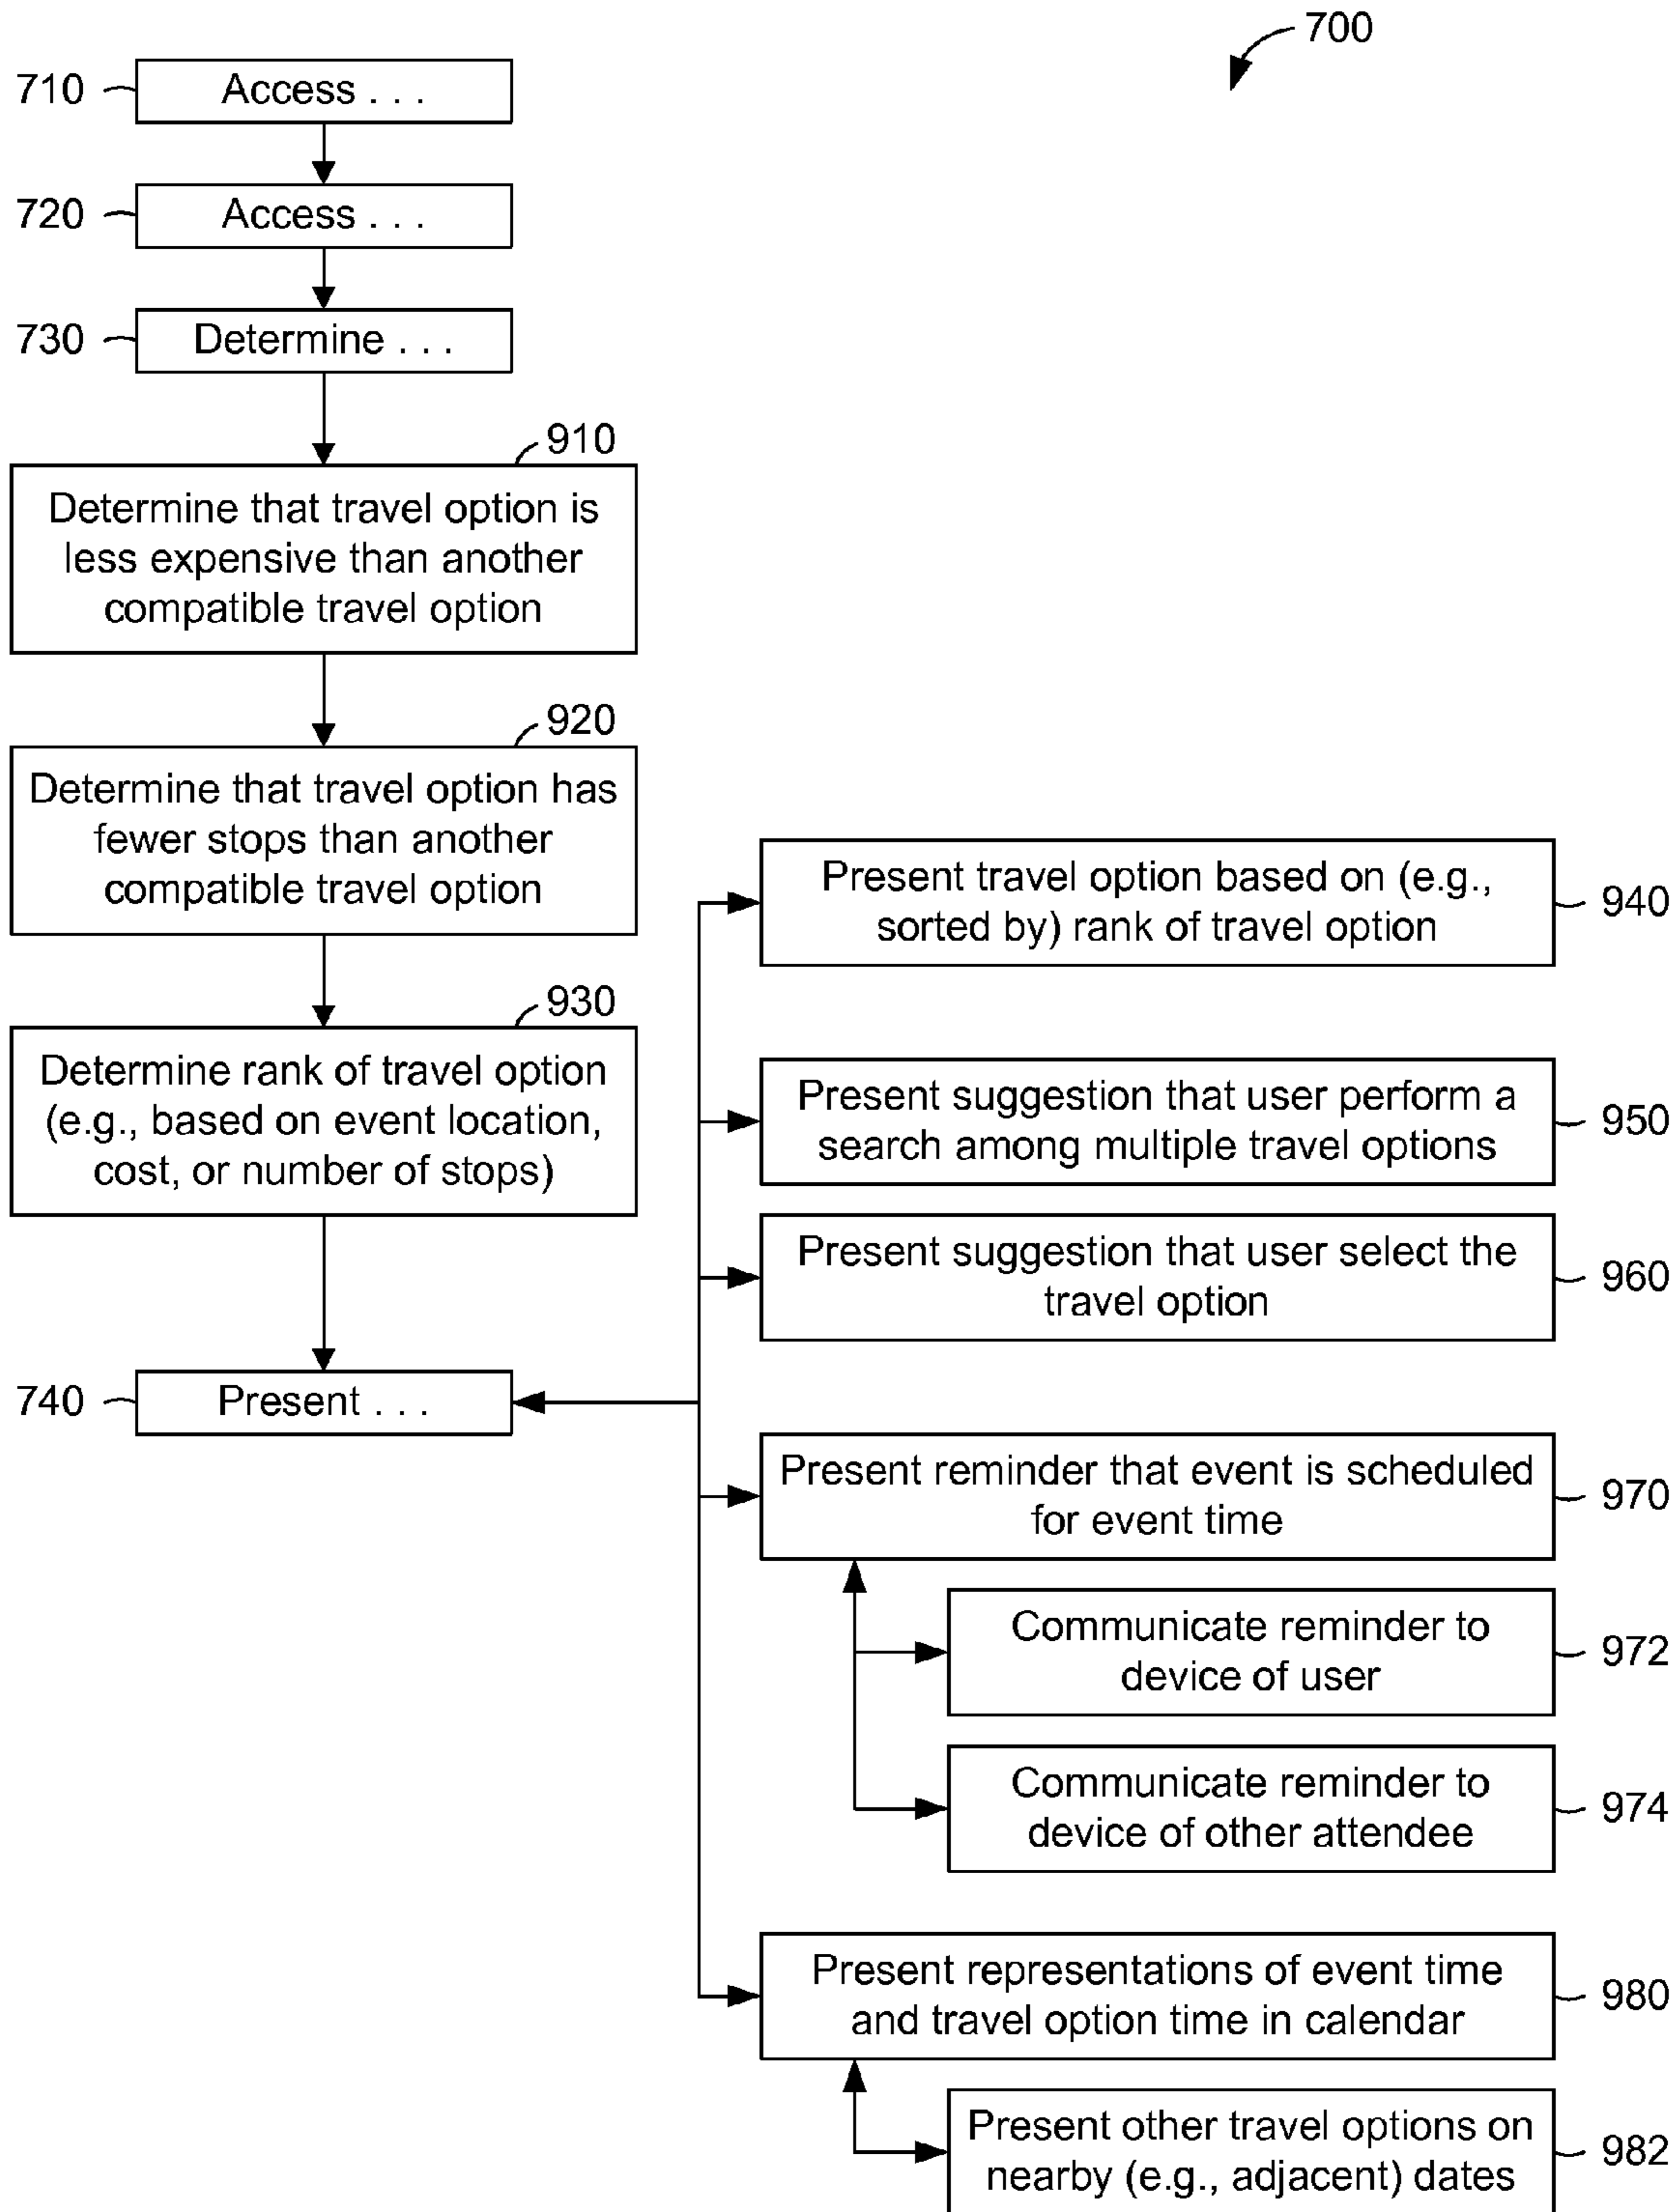 700
710
Access . . .
720
Access . . .
730
Determine . . .
910
Determine that travel option is
less expensive than another
compatible travel option
920
Determine that travel option has
fewer stops than another
compatible travel option
930
Determine rank of travel option
(e.g., based on event location,
cost, or number of stops)
740
Present . . .
Present travel option based on (e.g.,
sorted by) rank of travel option
940
Present suggestion that user perform a
search among multiple travel options
950
Present suggestion that user select the
travel option
960
Present reminder that event is scheduled
for event time
970
Communicate reminder to
device of user
972
Communicate reminder to
device of other attendee
974
Present representations of event time
and travel option time in calendar
980
Present other travel options on
nearby (e.g., adjacent) dates
982